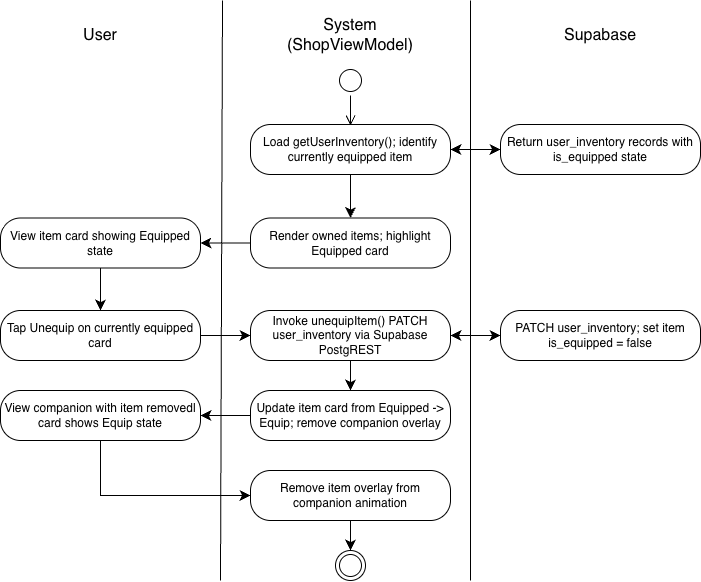 User
System
(ShopViewModel)
Supabase
Load getUserInventory(); identify
currently equipped item
Return user_inventory records with
is_equipped state
View item card showing Equipped
state
Render owned items; highlight
Equipped card
Tap Unequip on currently equipped
card
Invoke unequipItem() PATCH
user_inventory via Supabase
PostgREST
PATCH user_inventory; set item
is_equipped = false
View companion with item removedl
card shows Equip state
Update item card from Equipped ->
Equip; remove companion overlay
Remove item overlay from
companion animation